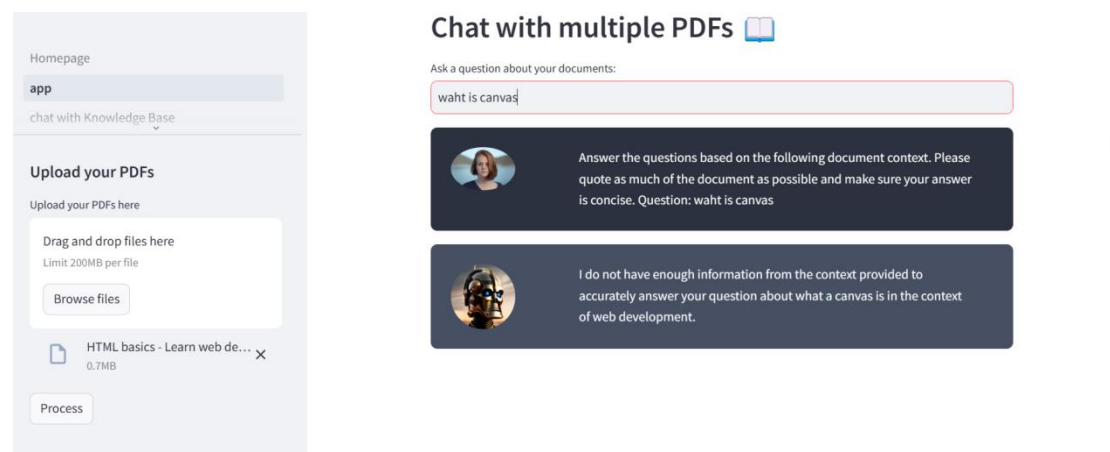 Homepage
app
chat with Knowledge Base
Upload your PDFs
Upload your PDFs here
Drag and drop files here
Limit 200MB per file
Browse files
HTML basics - Learn web de...
0.7MB
Process
Chat with multiple PDFs
Ask a question about your documents:
waht is canvas
Answer the questions based on the following document context. Please
quote as much of the document as possible and make sure your answer
is concise. Question: waht is canvas
I do not have enough information from the context provided to
accurately answer your question about what a canvas is in the context
of web development.